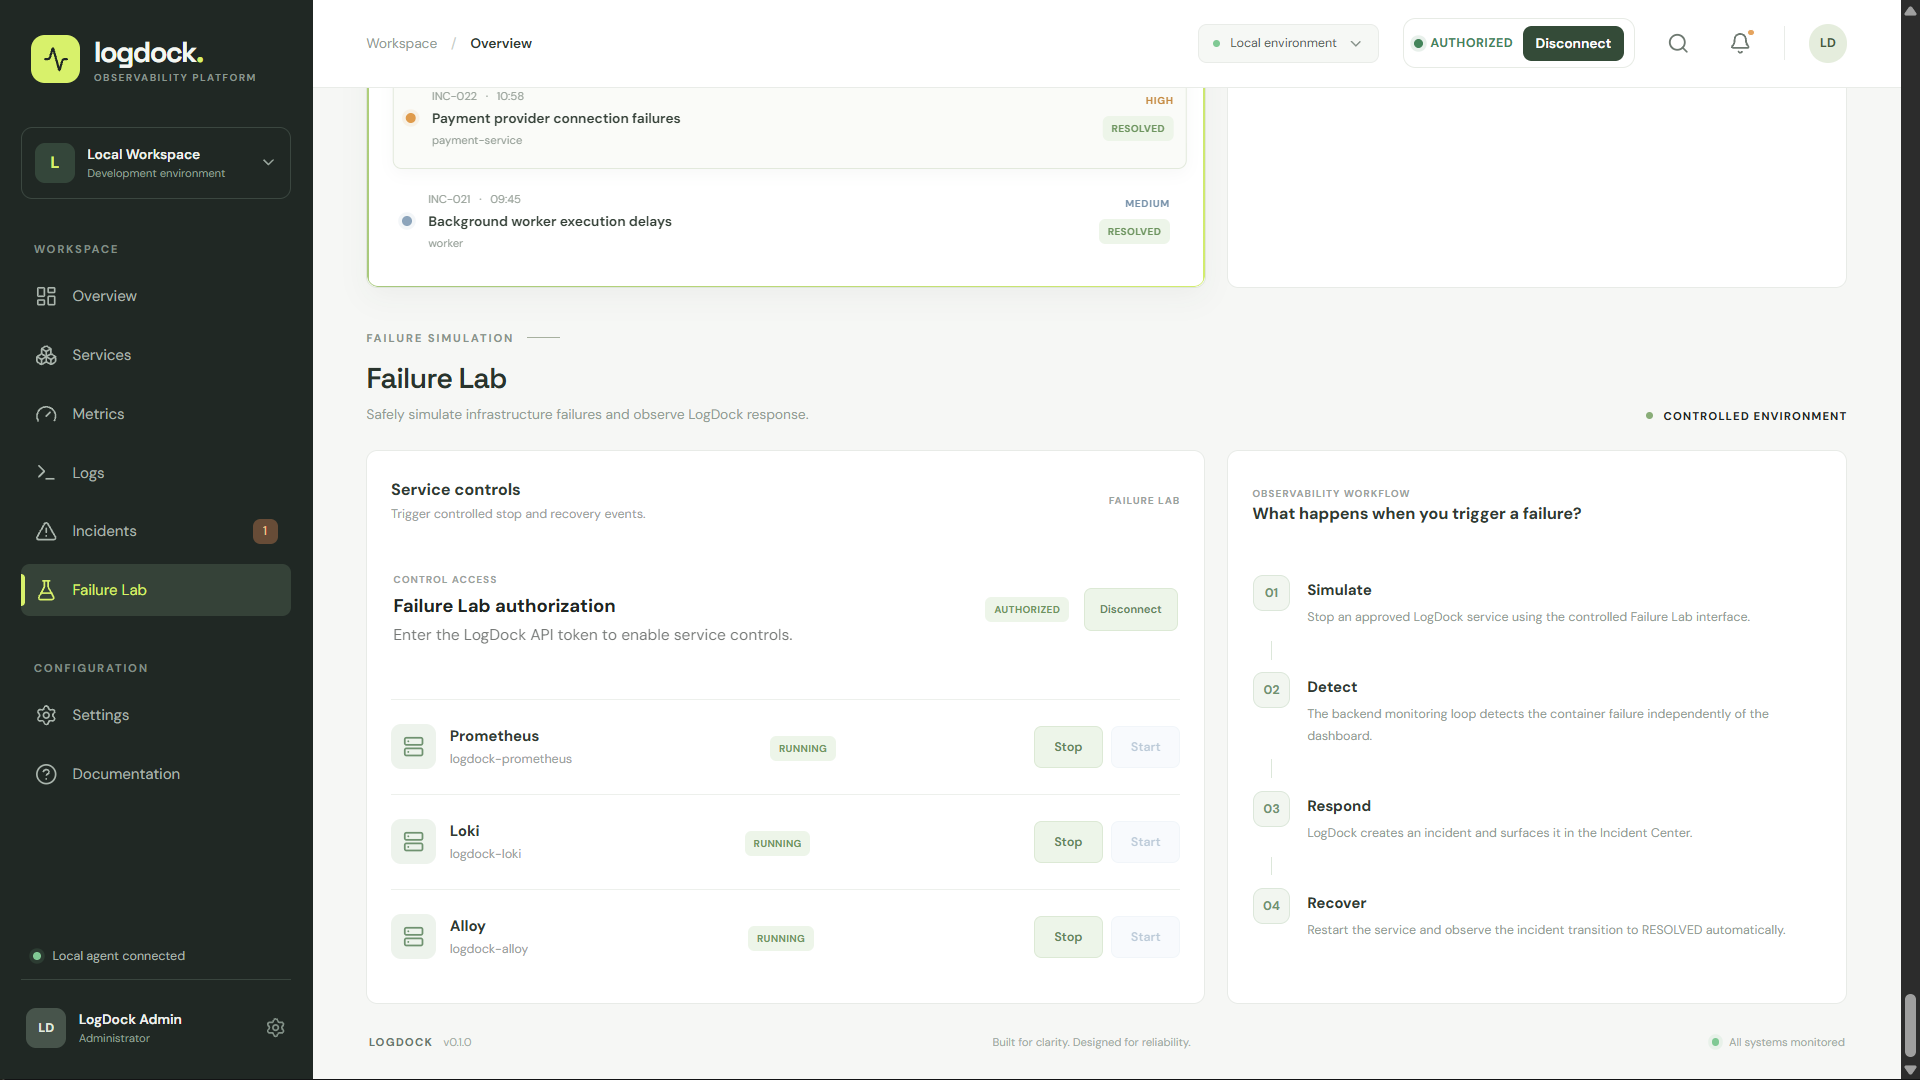 logdock.
OBSERVABILITY PLATFORM
L
Local Workspace
Development environment
WORKSPACE
Overview
Services
Metrics
Logs
Incidents
1
Failure Lab
CONFIGURATION
Settings
Documentation
Local agent connected
LD
LogDock Admin
Administrator
Workspace / Overview
Local environment
AUTHORIZED
Disconnect
LD
INC-022 · 10:58
Payment provider connection failures
payment-service
HIGH
RESOLVED
INC-021 · 09:45
Background worker execution delays
worker
MEDIUM
RESOLVED
FAILURE SIMULATION
Failure Lab
Safely simulate infrastructure failures and observe LogDock response.
CONTROLLED ENVIRONMENT
Service controls
Trigger controlled stop and recovery events.
FAILURE LAB
CONTROL ACCESS
Failure Lab authorization
Enter the LogDock API token to enable service controls.
AUTHORIZED
Disconnect
Prometheus
logdock-prometheus
RUNNING
Stop
Start
Loki
logdock-loki
RUNNING
Stop
Start
Alloy
logdock-alloy
RUNNING
Stop
Start
OBSERVABILITY WORKFLOW
What happens when you trigger a failure?
01
Simulate
Stop an approved LogDock service using the controlled Failure Lab interface.
02
Detect
The backend monitoring loop detects the container failure independently of the
dashboard.
03
Respond
LogDock creates an incident and surfaces it in the Incident Center.
04
Recover
Restart the service and observe the incident transition to RESOLVED automatically.
LOGDOCK v0.1.0
Built for clarity. Designed for reliability.
All systems monitored